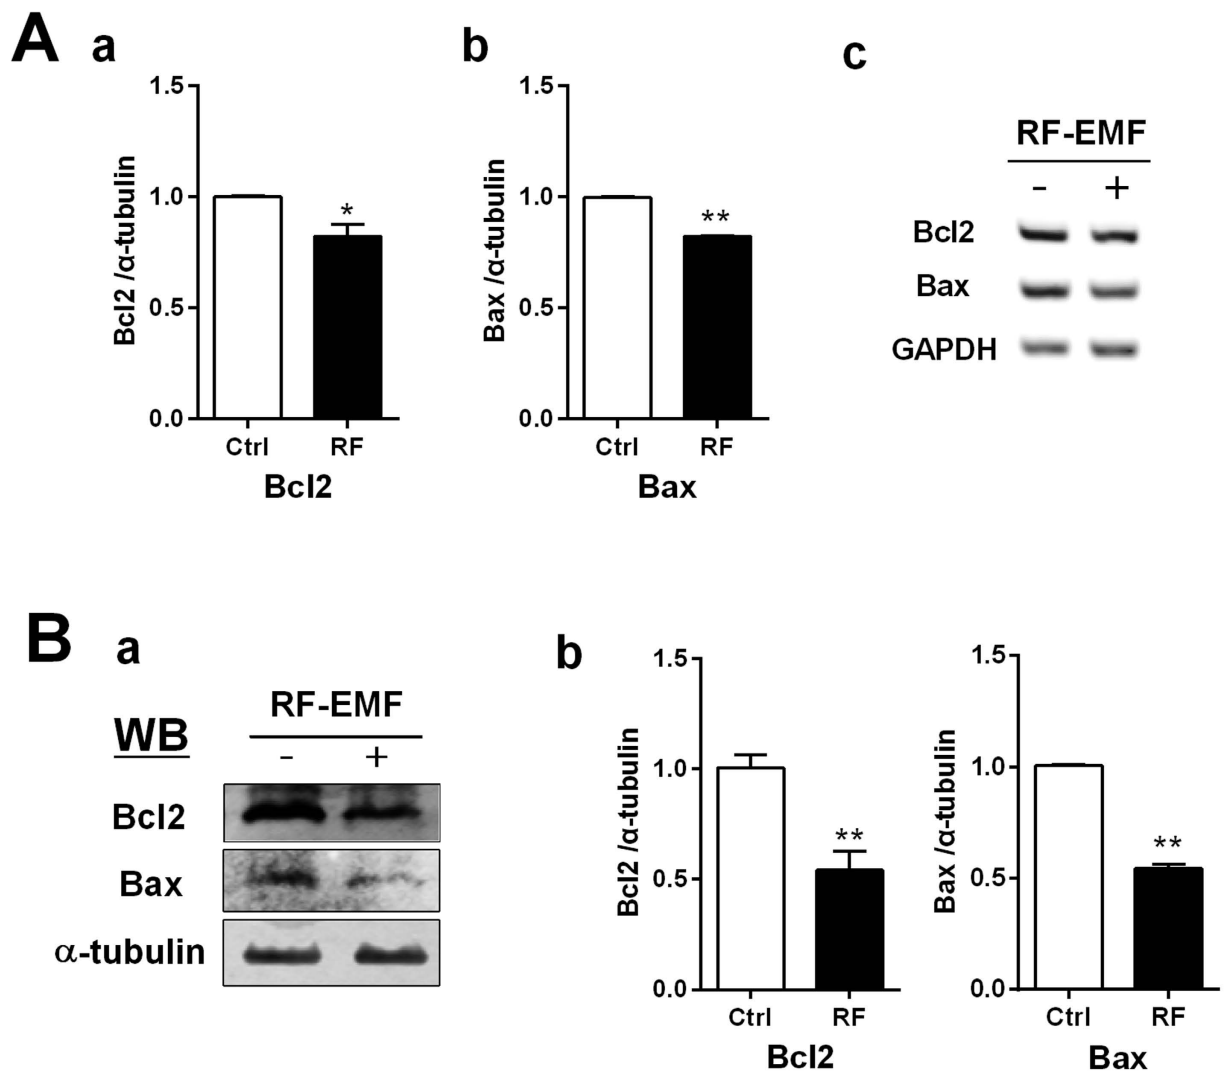 A a b c
1.5
1.0
0.5
0.0
Bcl2 /α-tubulin
*
Ctrl RF
Bcl2
1.5
1.0
0.5
0.0
Bax /α-tubulin
**
Ctrl RF
Bax
RF-EMF
- +
Bcl2
Bax
GAPDH
B a b
WB
RF-EMF
- +
Bcl2
Bax
α-tubulin
1.5
1.0
0.5
0.0
Bcl2 /α-tubulin
**
Ctrl RF
Bcl2
1.5
1.0
0.5
0.0
Bax /α-tubulin
**
Ctrl RF
Bax